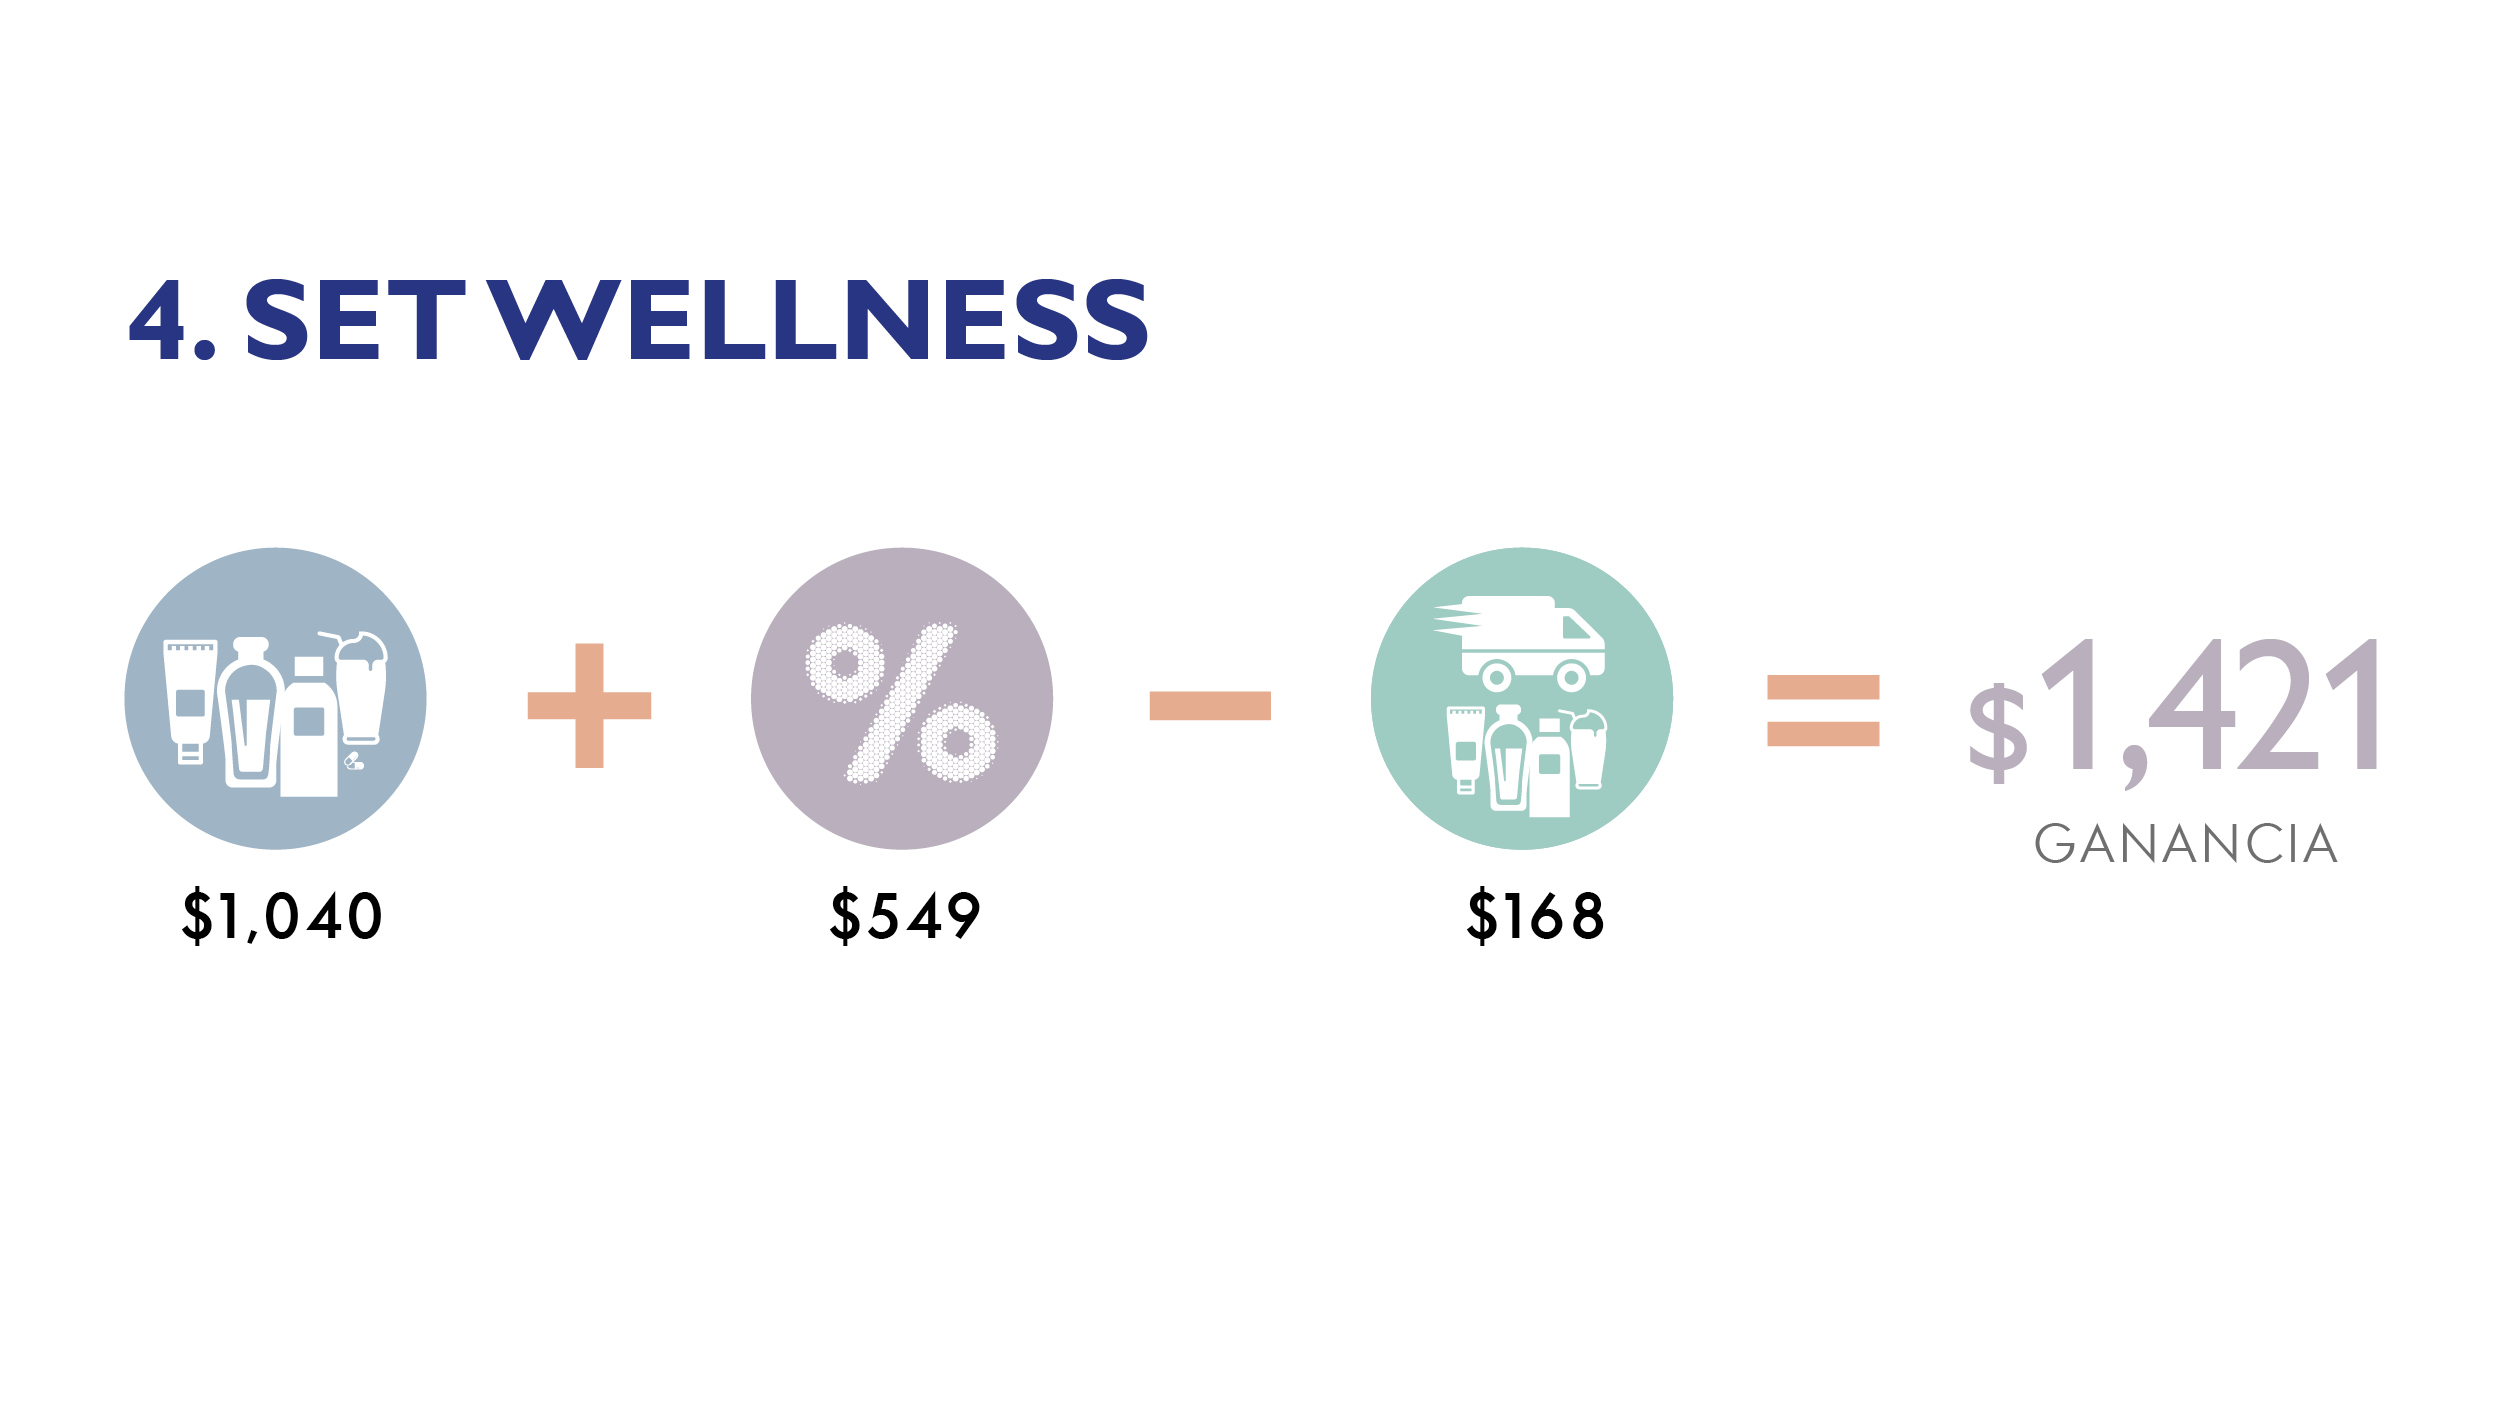 4. SET WELLNESS
+ % − = $1,421
GANANCIA
$1,040 $549 $168